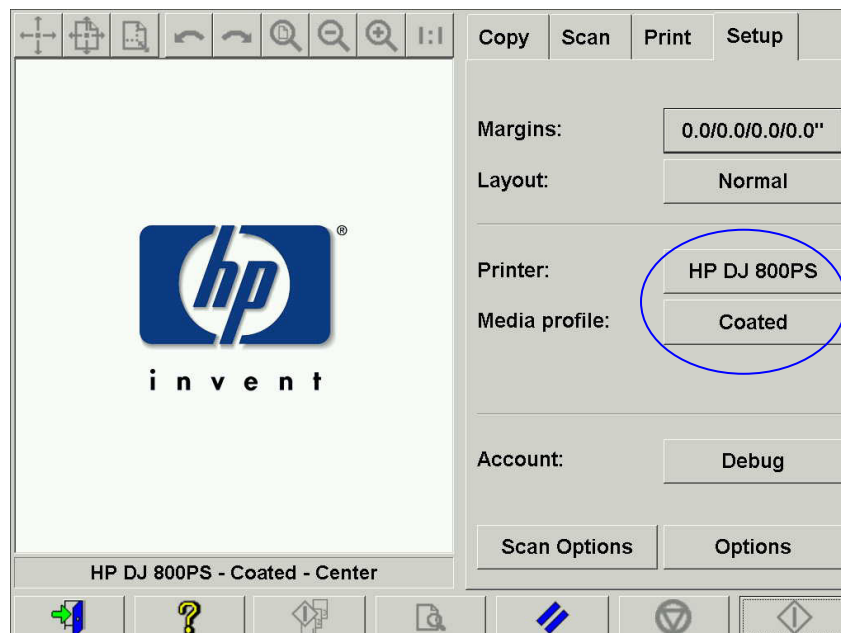 1:1
Copy Scan Print Setup
Margins: 0.0/0.0/0.0/0.0"
Layout: Normal
hp®
invent
Printer: HP DJ 800PS
Media profile: Coated
Account: Debug
Scan Options Options
HP DJ 800PS - Coated - Center
?